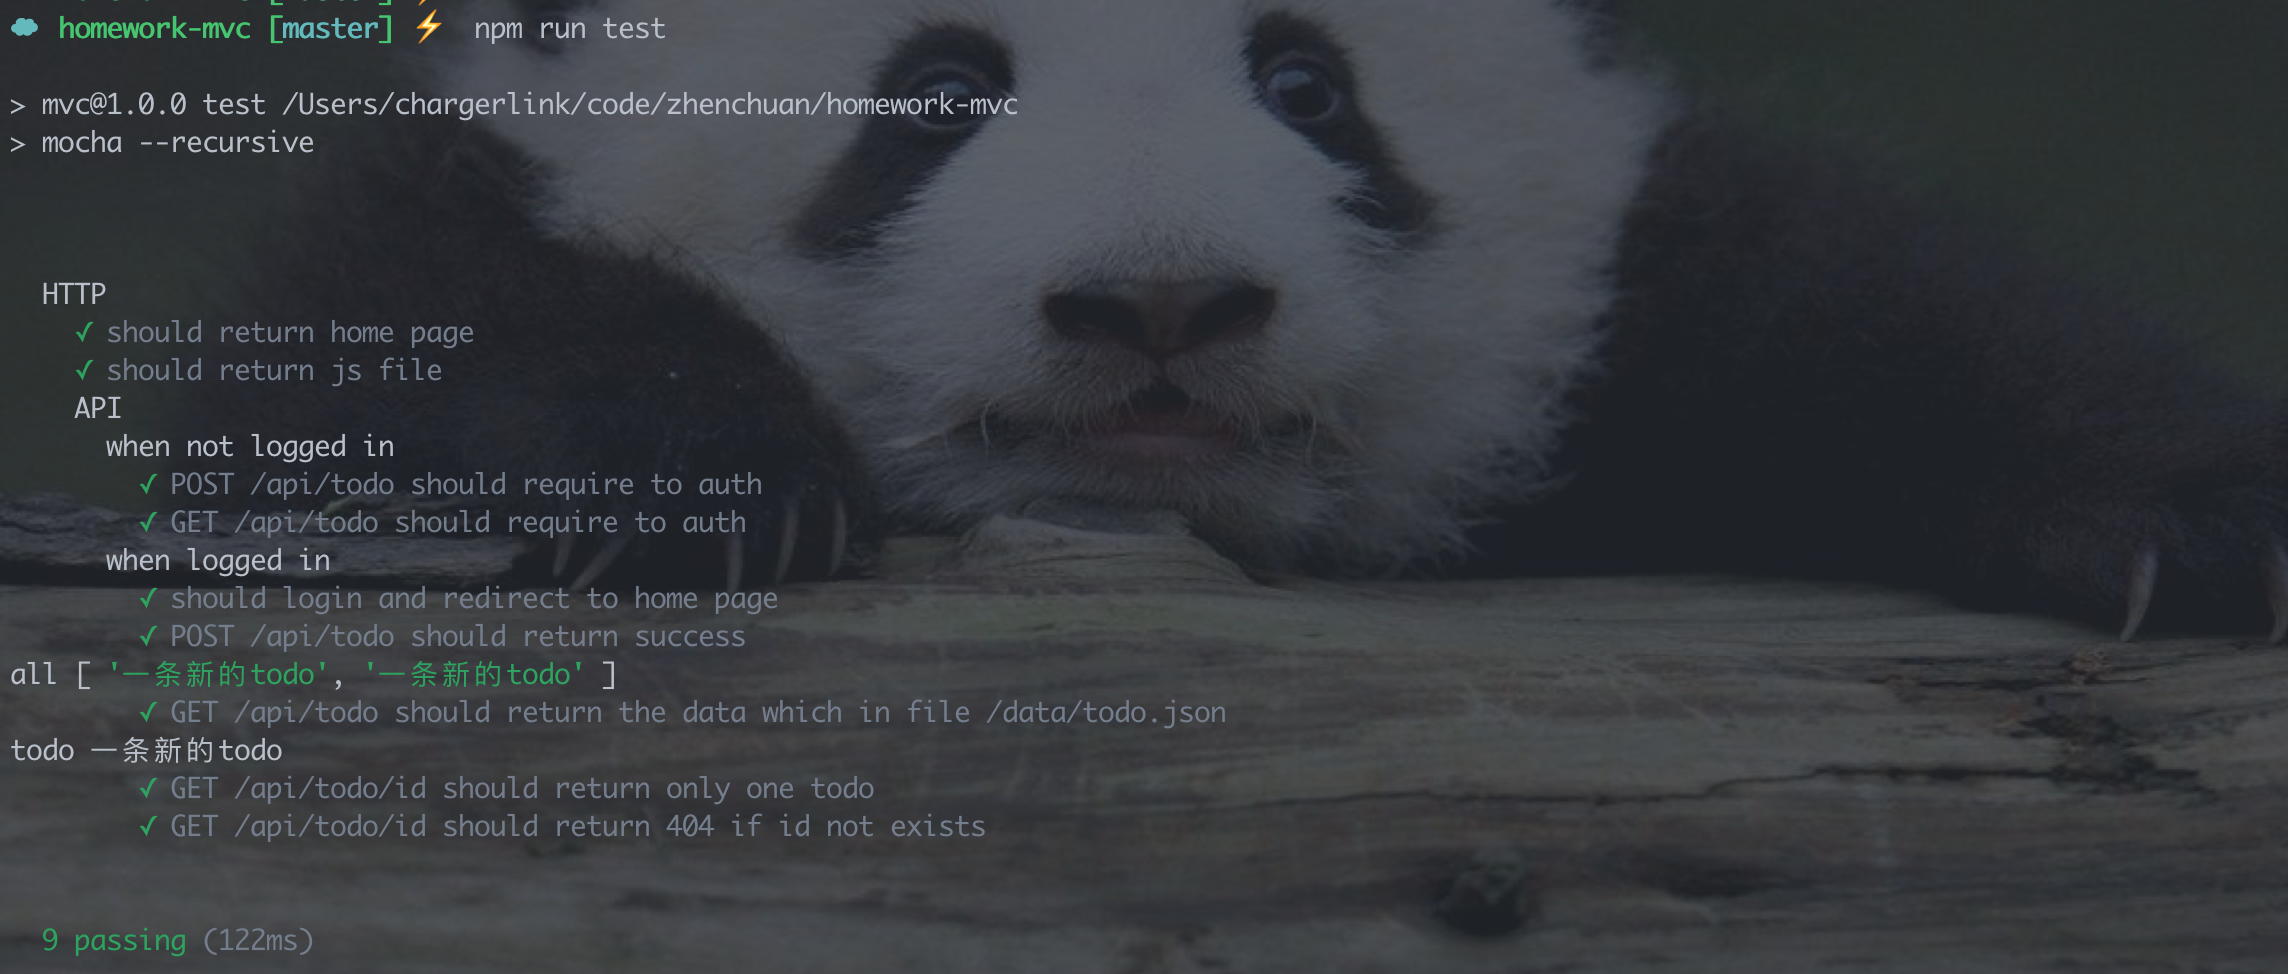 homework-mvc [master] ⚡ npm run test
> mvc@1.0.0 test /Users/chargerlink/code/zhenchuan/homework-mvc
> mocha --recursive
HTTP
✓ should return home page
✓ should return js file
API
when not logged in
✓ POST /api/todo should require to auth
✓ GET /api/todo should require to auth
when logged in
✓ should login and redirect to home page
✓ POST /api/todo should return success
all [ '一条新的todo', '一条新的todo' ]
✓ GET /api/todo should return the data which in file /data/todo.json
todo 一条新的todo
✓ GET /api/todo/id should return only one todo
✓ GET /api/todo/id should return 404 if id not exists
9 passing (122ms)